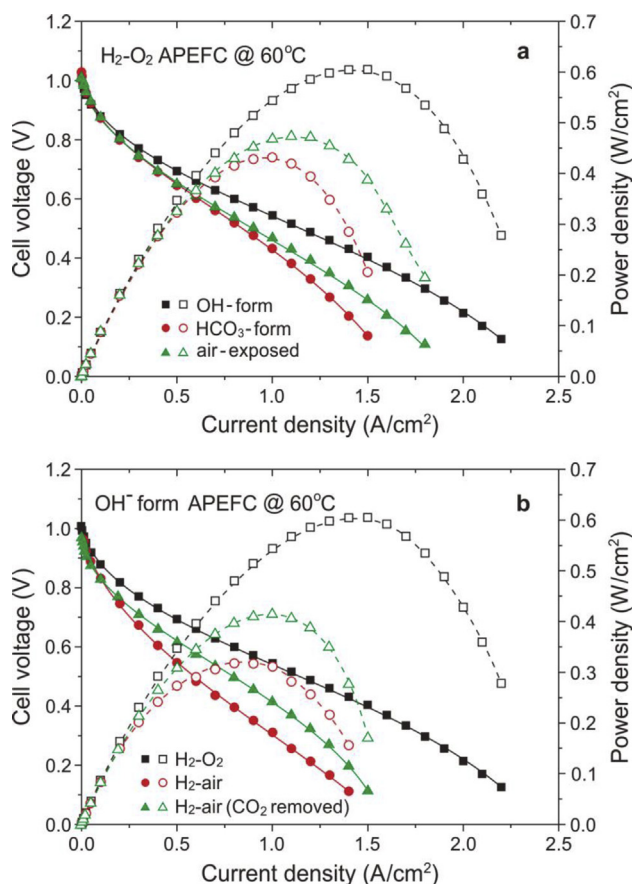 H₂-O₂ APEFC @ 60°C
a
Cell voltage (V)
1.2
1.0
0.8
0.6
0.4
0.2
0.0
OH-form
HCO₃-form
air-exposed
0.7
0.6
0.5
0.4
0.3
0.2
0.1
0.0
Power density (W/cm²)
0.0 0.5 1.0 1.5 2.0 2.5
Current density (A/cm²)
OH⁻ form APEFC @ 60°C
b
Cell voltage (V)
1.2
1.0
0.8
0.6
0.4
0.2
0.0
H₂-O₂
H₂-air
H₂-air (CO₂ removed)
0.7
0.6
0.5
0.4
0.3
0.2
0.1
0.0
Power density (W/cm²)
0.0 0.5 1.0 1.5 2.0 2.5
Current density (A/cm²)